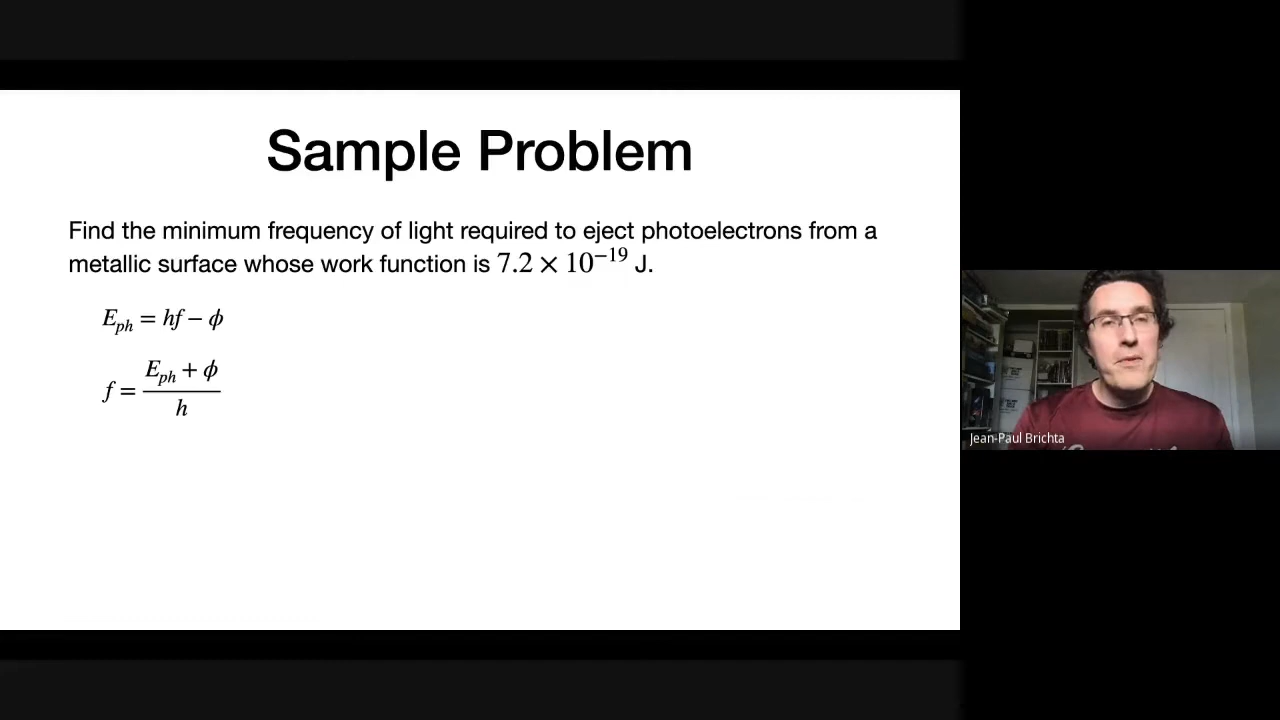 Sample Problem
Find the minimum frequency of light required to eject photoelectrons from a
metallic surface whose work function is 7.2 × 10⁻¹⁹ J.
E_ph = hf − ϕ
f = (E_ph + ϕ) / h
Jean-Paul Brichta